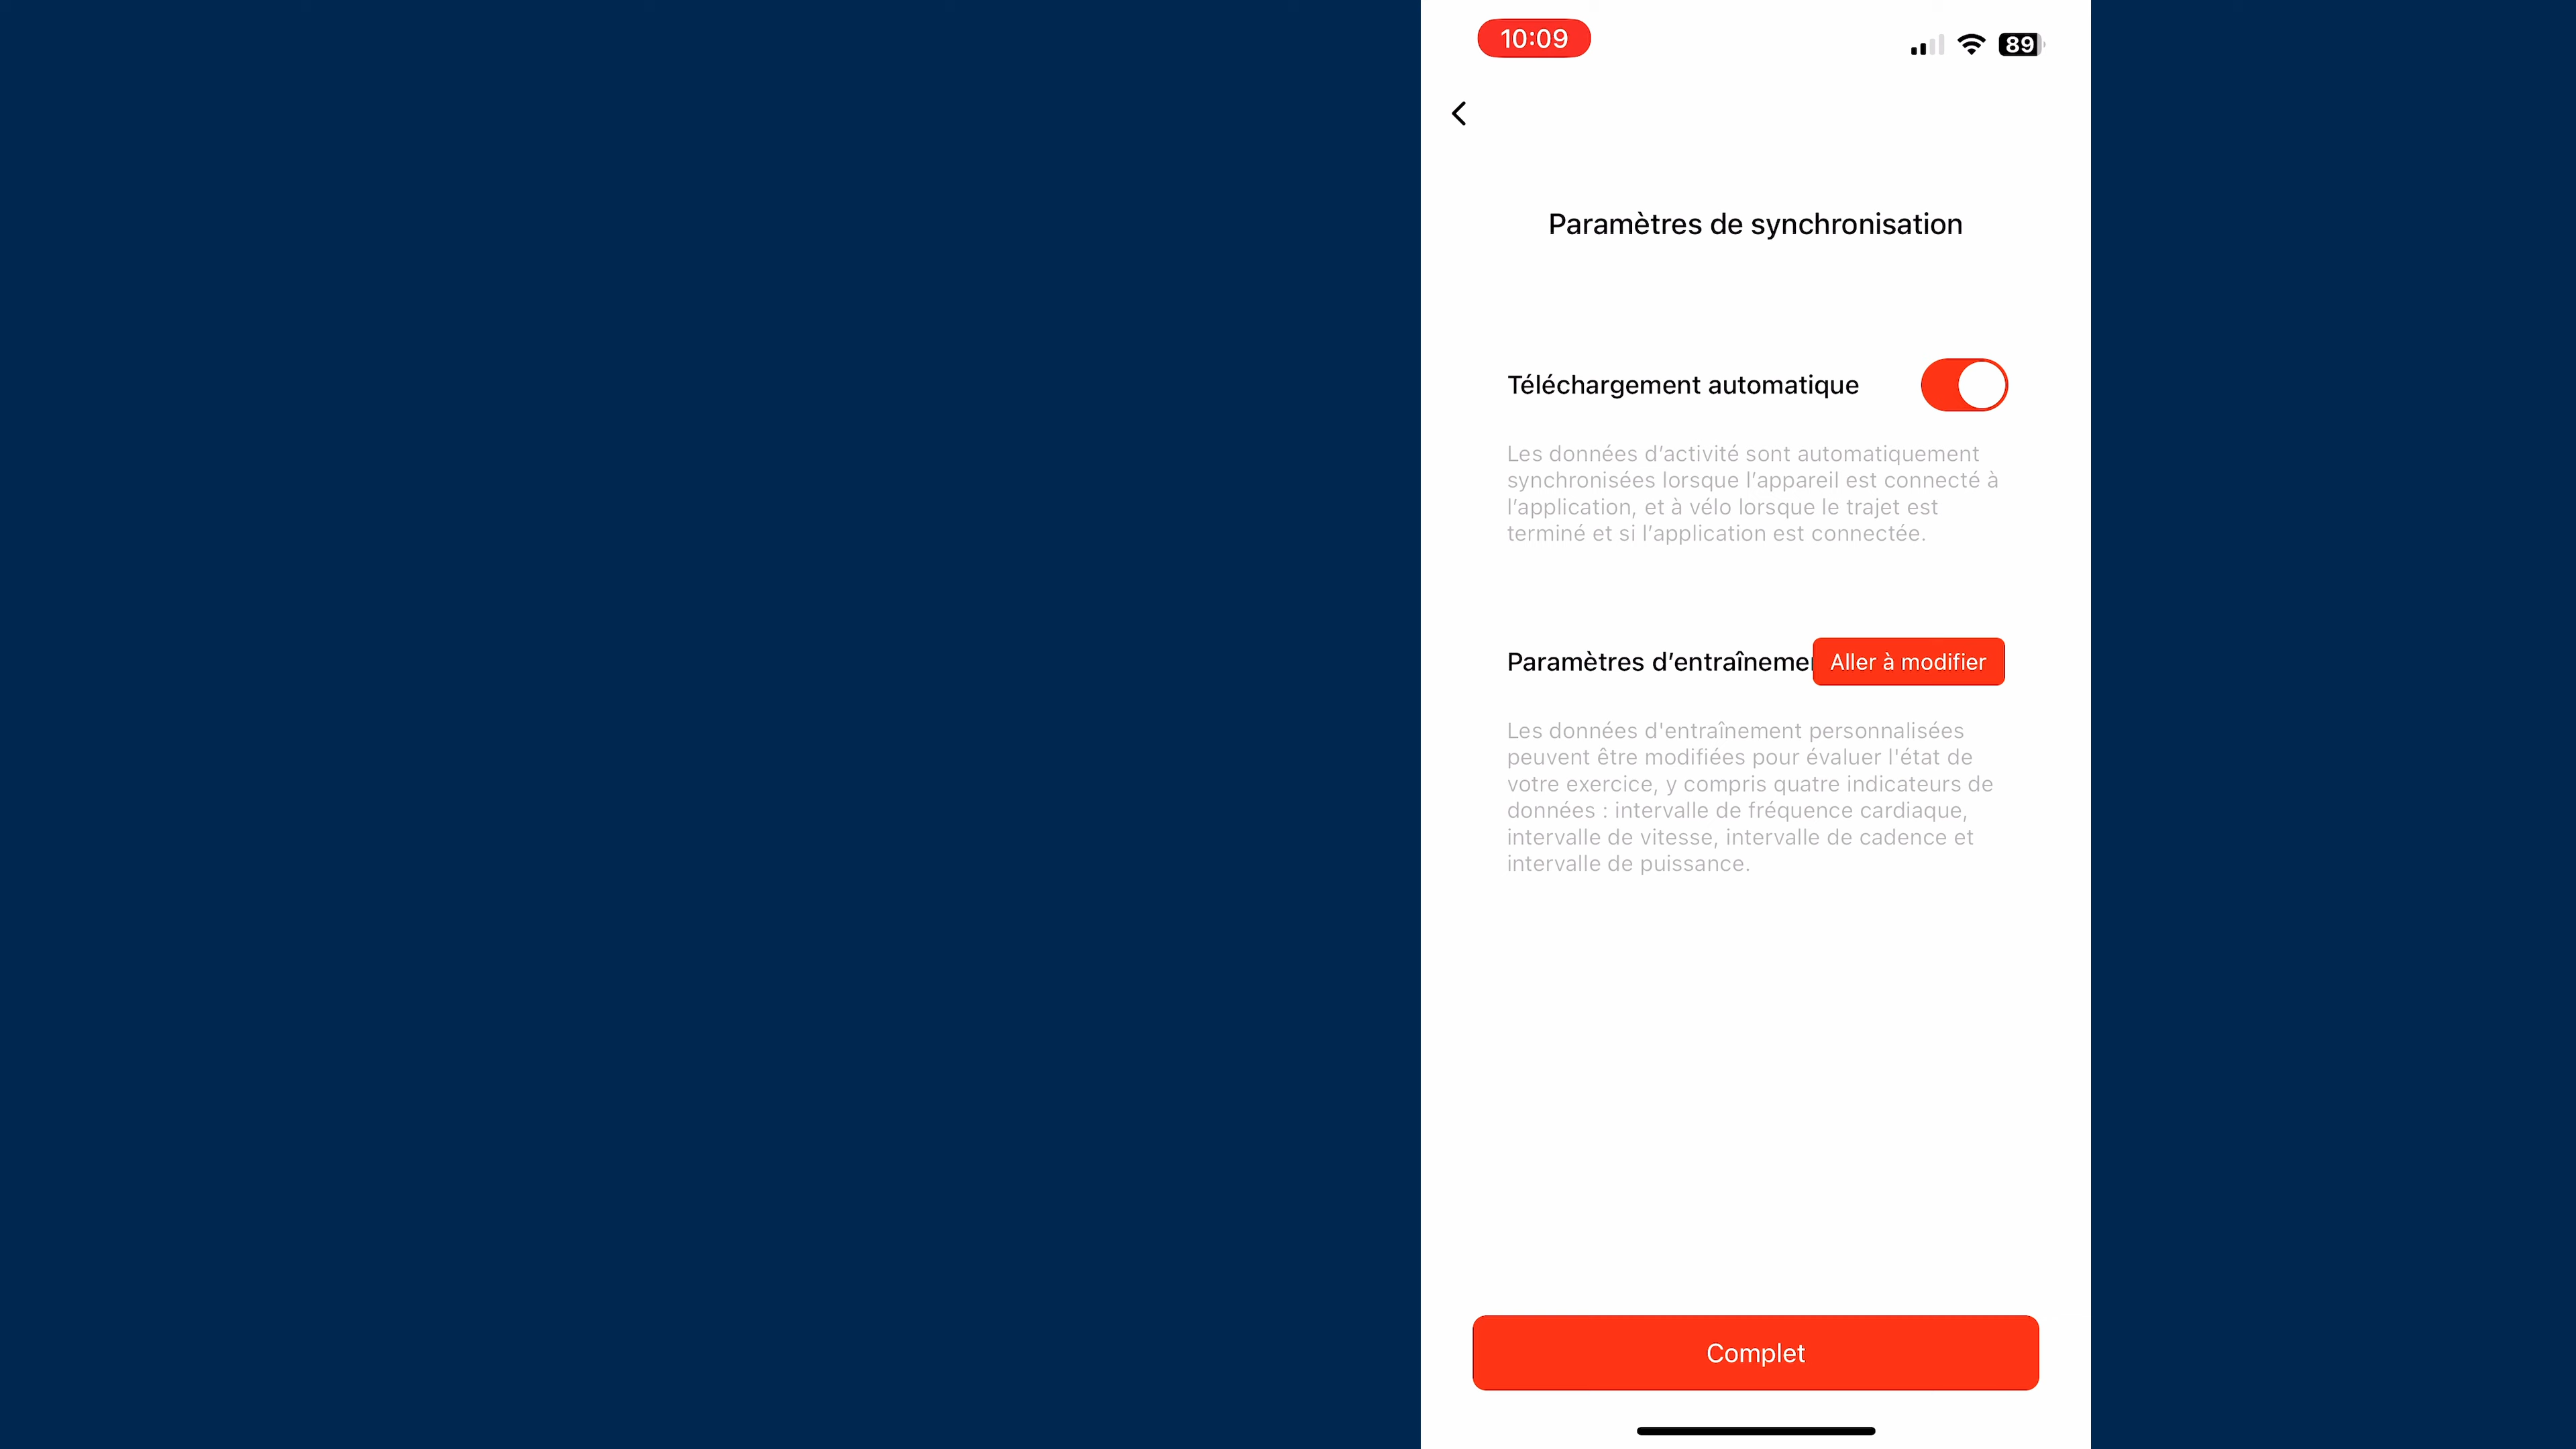 10:09
89
Paramètres de synchronisation
Téléchargement automatique
Les données d’activité sont automatiquement
synchronisées lorsque l’appareil est connecté à
l’application, et à vélo lorsque le trajet est
terminé et si l’application est connectée.
Paramètres d’entraînemen Aller à modifier
Les données d'entraînement personnalisées
peuvent être modifiées pour évaluer l'état de
votre exercice, y compris quatre indicateurs de
données : intervalle de fréquence cardiaque,
intervalle de vitesse, intervalle de cadence et
intervalle de puissance.
Complet